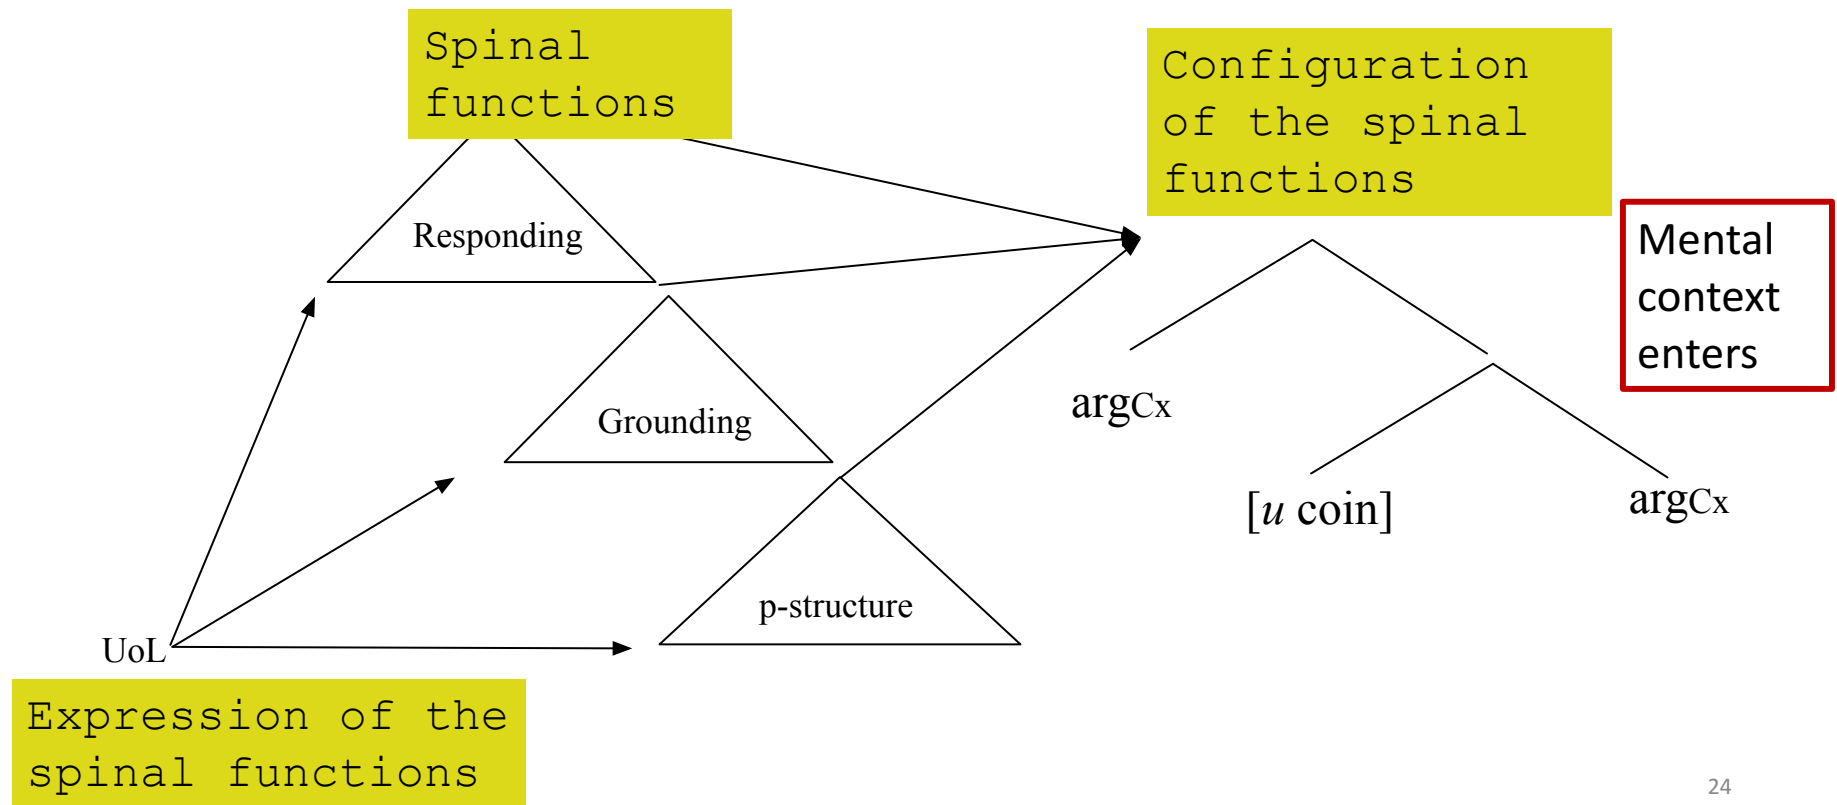 Spinal
functions
Configuration
of the spinal
functions
Responding
Mental
context
enters
Grounding
argCx
[u coin]
argCx
p-structure
UoL
Expression of the
spinal functions
24